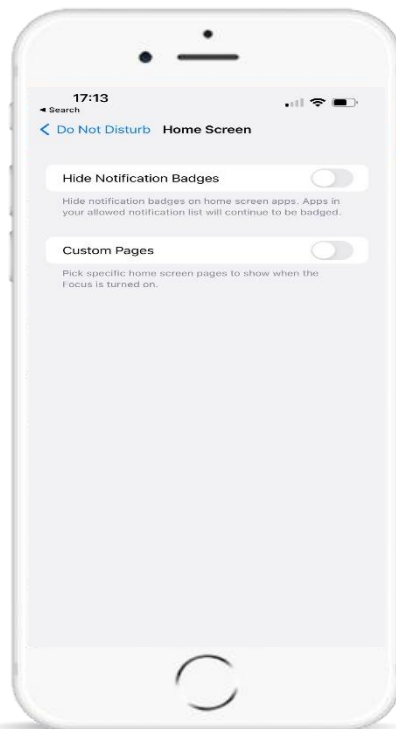 17:13
◂ Search
Do Not Disturb Home Screen
Hide Notification Badges
Hide notification badges on home screen apps. Apps in
your allowed notification list will continue to be badged.
Custom Pages
Pick specific home screen pages to show when the
Focus is turned on.